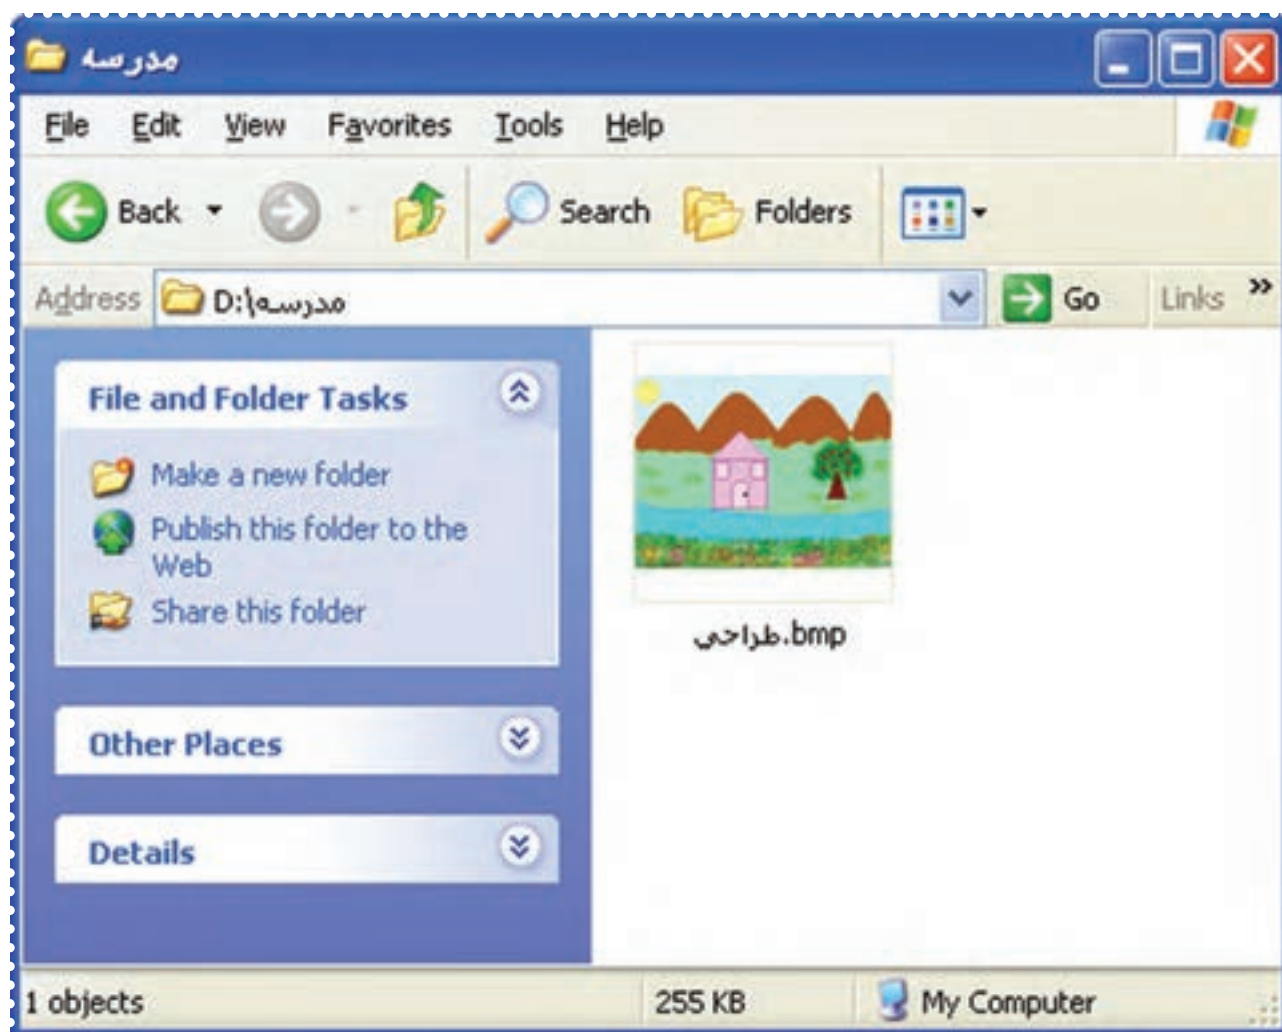 مدرسه
File Edit View Favorites Tools Help
Back Search Folders
Address D:\مدرسه Go Links »
File and Folder Tasks
Make a new folder
Publish this folder to the
Web
Share this folder
طراحي.bmp
Other Places
Details
1 objects 255 KB My Computer